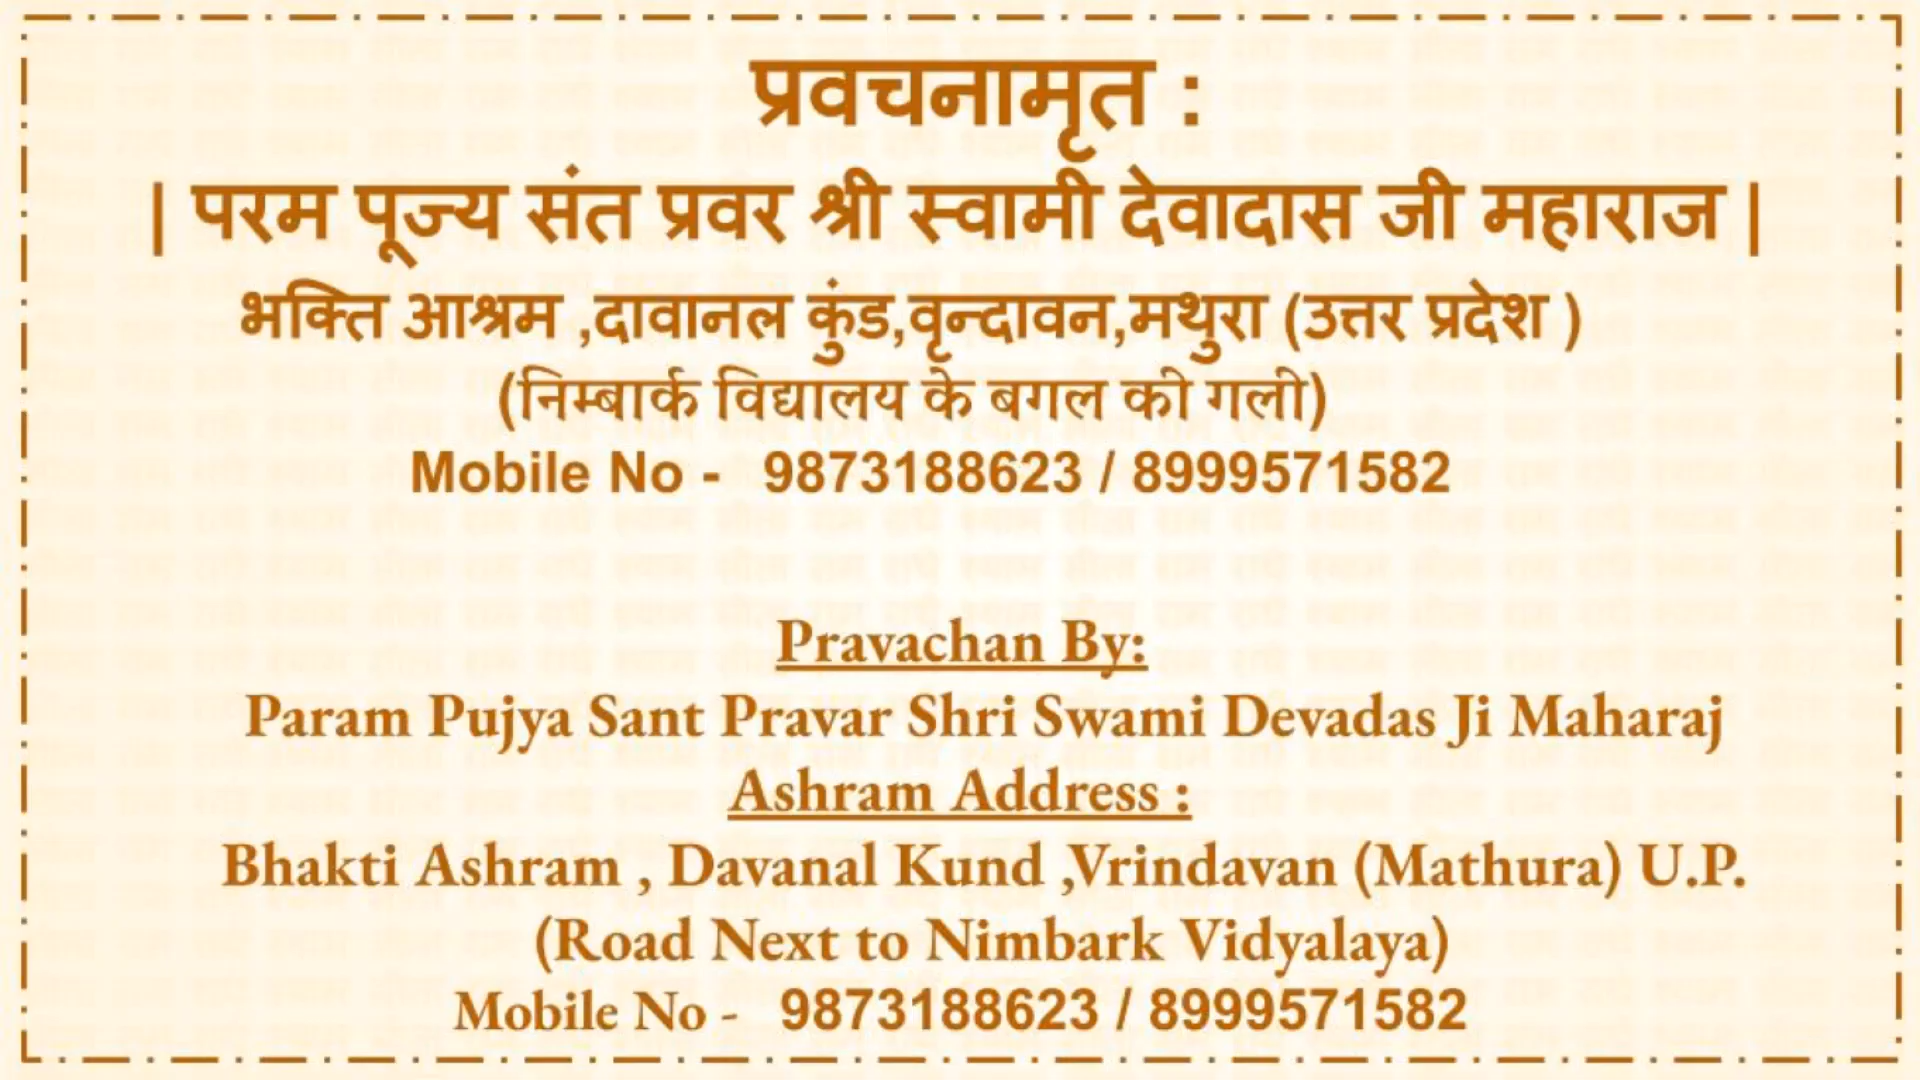 प्रवचनामृत :
| परम पूज्य संत प्रवर श्री स्वामी देवादास जी महाराज |
भक्ति आश्रम ,दावानल कुंड,वृन्दावन,मथुरा (उत्तर प्रदेश )
(निम्बार्क विद्यालय के बगल की गली)
Mobile No - 9873188623 / 8999571582
Pravachan By:
Param Pujya Sant Pravar Shri Swami Devadas Ji Maharaj
Ashram Address :
Bhakti Ashram , Davanal Kund ,Vrindavan (Mathura) U.P.
(Road Next to Nimbark Vidyalaya)
Mobile No - 9873188623 / 8999571582